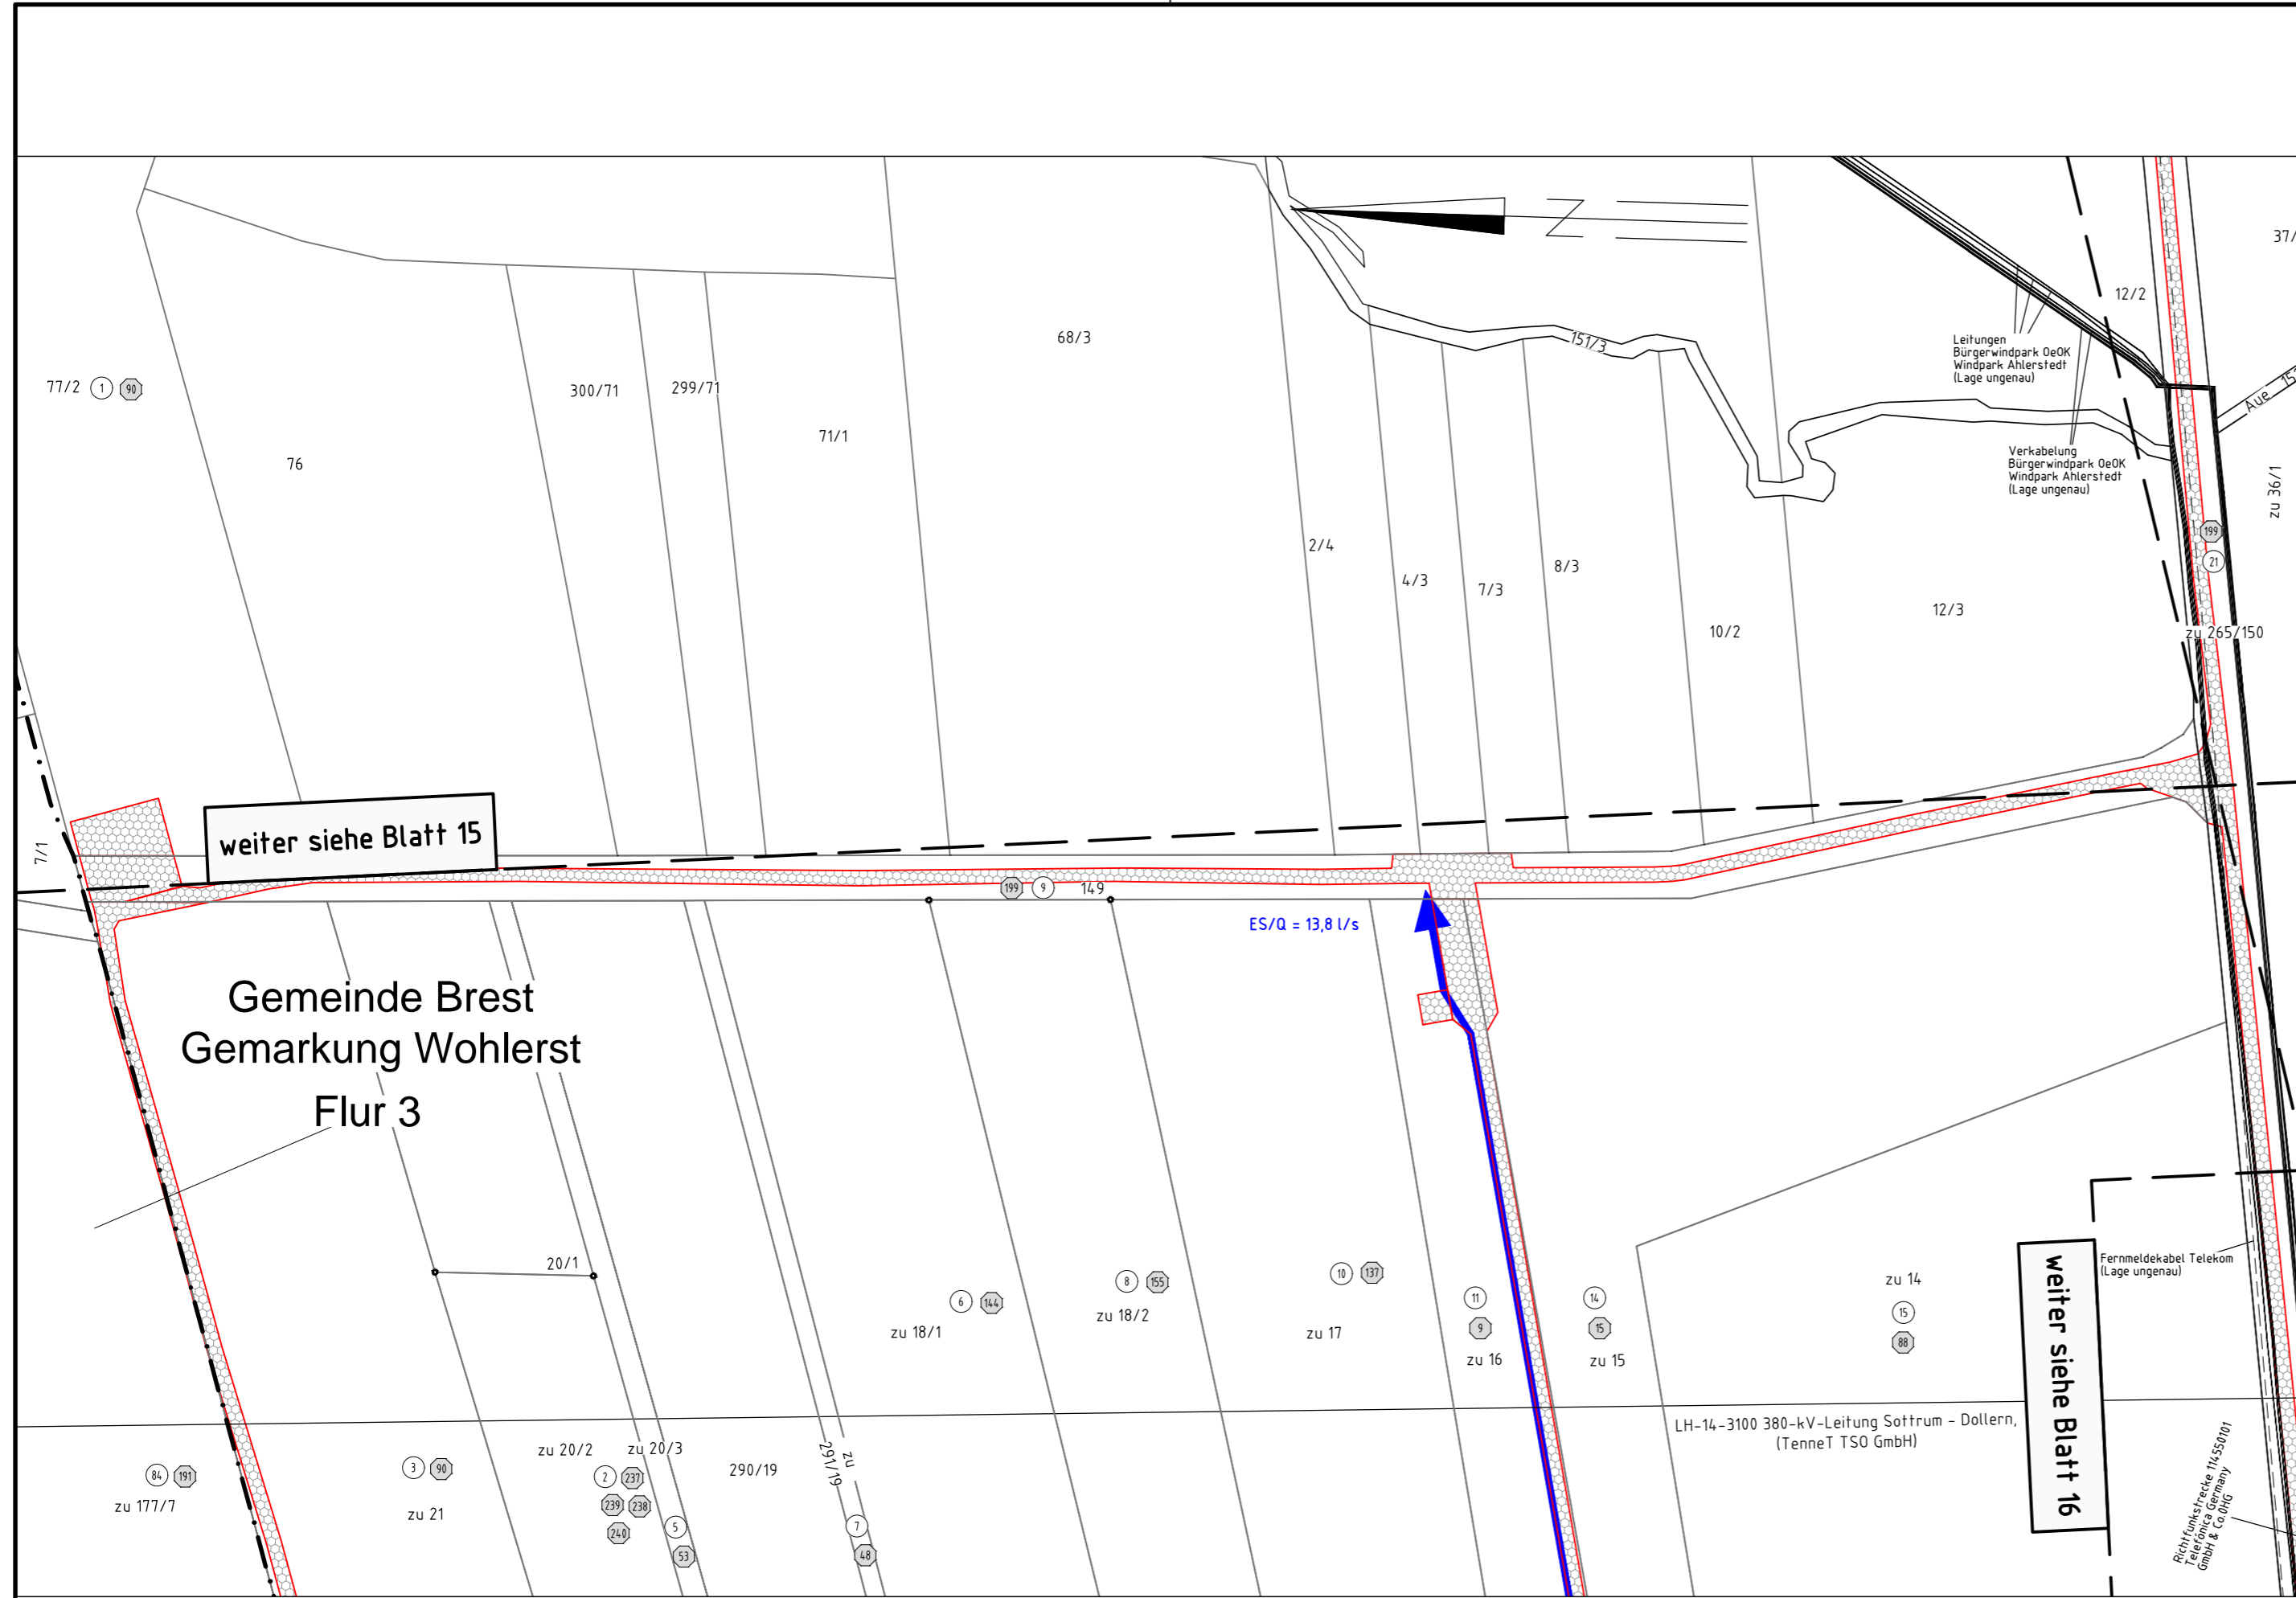 N
37/
12/2
151/3
68/3
Leitungen
Bürgerwindpark OeOK
Windpark Ahlerstedt
(Lage ungenau)
77/2 1 90
300/71
299/71
Aue
71/1
76
Verkabelung
Bürgerwindpark OeOK
Windpark Ahlerstedt
(Lage ungenau)
zu 36/1
199
21
2/4
4/3
7/3
8/3
12/3
10/2
zu 265/150
7/1
weiter siehe Blatt 15
199 9 149
ES/Q = 13,8 l/s
Gemeinde Brest
Gemarkung Wohlerst
Flur 3
20/1
Fernmeldekabel Telekom
(Lage ungenau)
weiter siehe Blatt 16
6 144
zu 18/1
8 155
zu 18/2
10 137
zu 17
11
9
zu 16
14
15
zu 15
zu 14
15
88
LH-14-3100 380-kV-Leitung Sottrum - Dollern,
(TenneT TSO GmbH)
84 191
zu 177/7
3 90
zu 21
zu 20/2
zu 20/3
2 237
239 238
240
5
53
290/19
zu
291/19
7
48
Richtfunkstrecke 114550101
Telefónica Germany
GmbH & Co.OHG